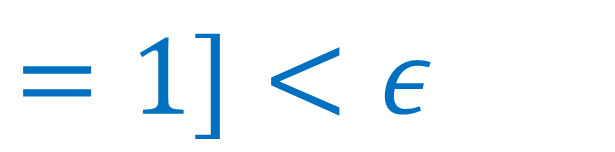 = 1] < ϵ